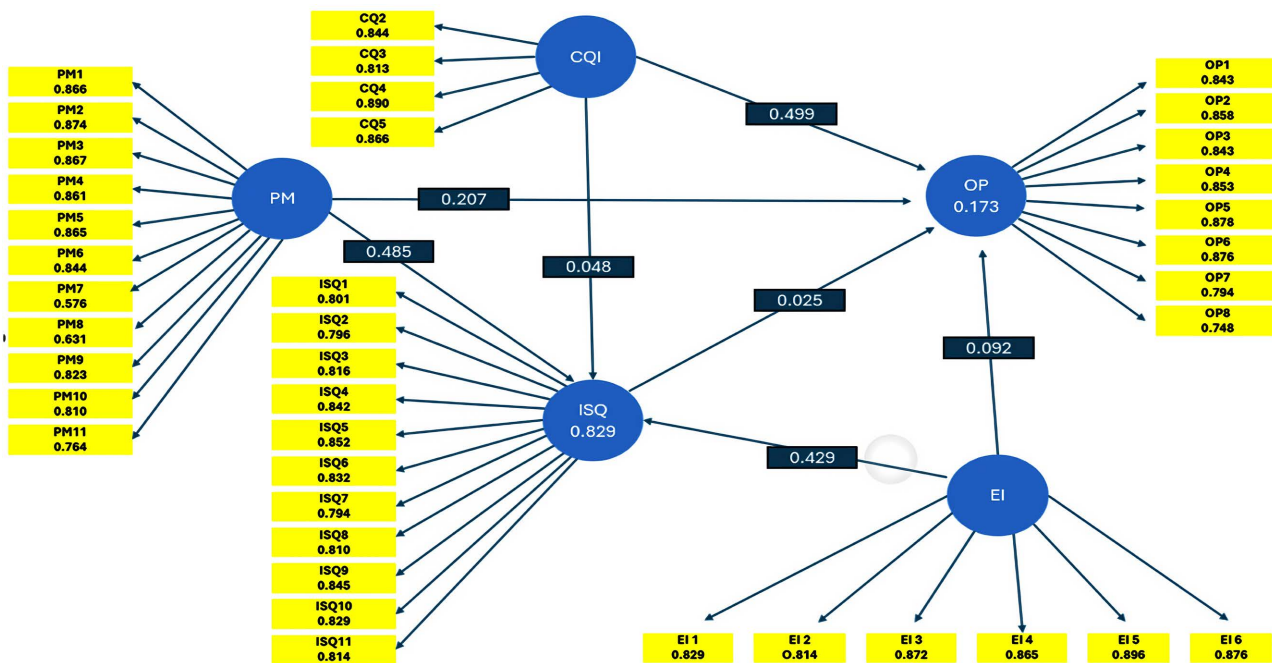 CQ2
0.844
CQ3
0.813
CQ4
0.890
CQ5
0.866
CQI
PM1
0.866
PM2
0.874
PM3
0.867
PM4
0.861
PM5
0.865
PM6
0.844
PM7
0.576
PM8
0.631
PM9
0.823
PM10
0.810
PM11
0.764
PM
0.499
0.207
0.485
0.048
0.025
0.092
0.429
OP1
0.843
OP2
0.858
OP3
0.843
OP4
0.853
OP5
0.878
OP6
0.876
OP7
0.794
OP8
0.748
OP
0.173
ISQ1
0.801
ISQ2
0.796
ISQ3
0.816
ISQ4
0.842
ISQ5
0.852
ISQ6
0.832
ISQ7
0.794
ISQ8
0.810
ISQ9
0.845
ISQ10
0.829
ISQ11
0.814
ISQ
0.829
EI
EI 1
0.829
EI 2
O.814
EI 3
0.872
EI 4
0.865
EI 5
0.896
EI 6
0.876